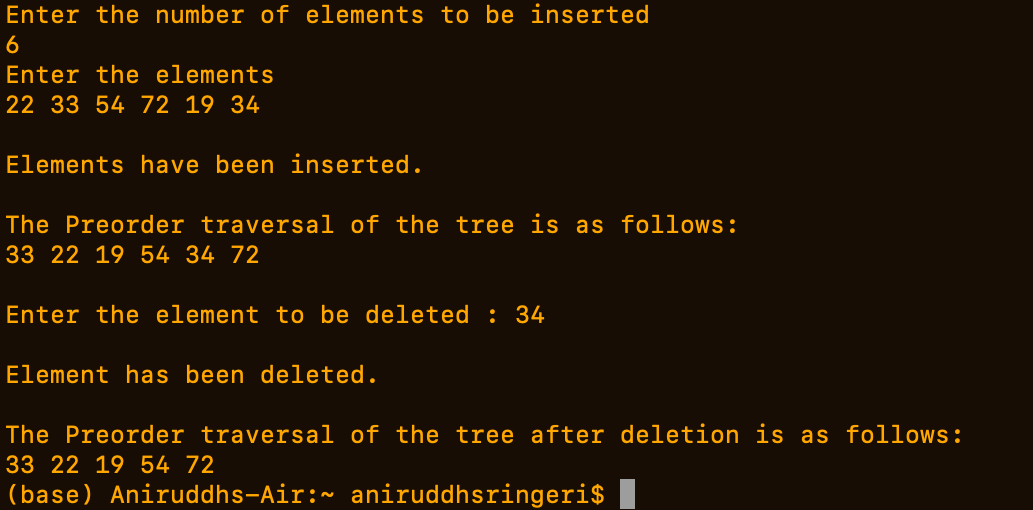 Enter the number of elements to be inserted
6
Enter the elements
22 33 54 72 19 34
Elements have been inserted.
The Preorder traversal of the tree is as follows:
33 22 19 54 34 72
Enter the element to be deleted : 34
Element has been deleted.
The Preorder traversal of the tree after deletion is as follows:
33 22 19 54 72
(base) Aniruddhs-Air:~ aniruddhsringeri$